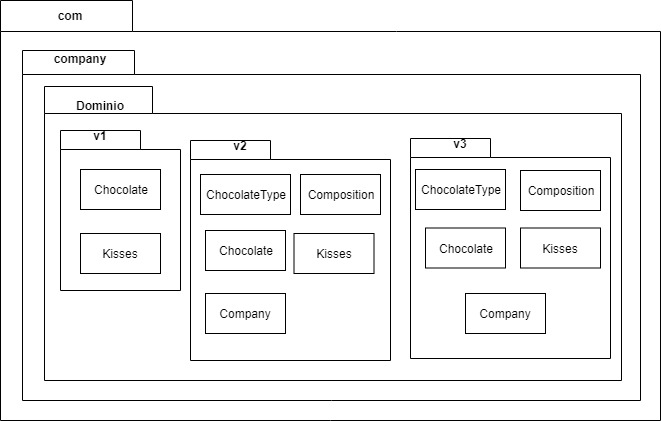 com
company
Dominio
v1
Chocolate
Kisses
v2
ChocolateType
Composition
Chocolate
Kisses
Company
v3
ChocolateType
Composition
Chocolate
Kisses
Company